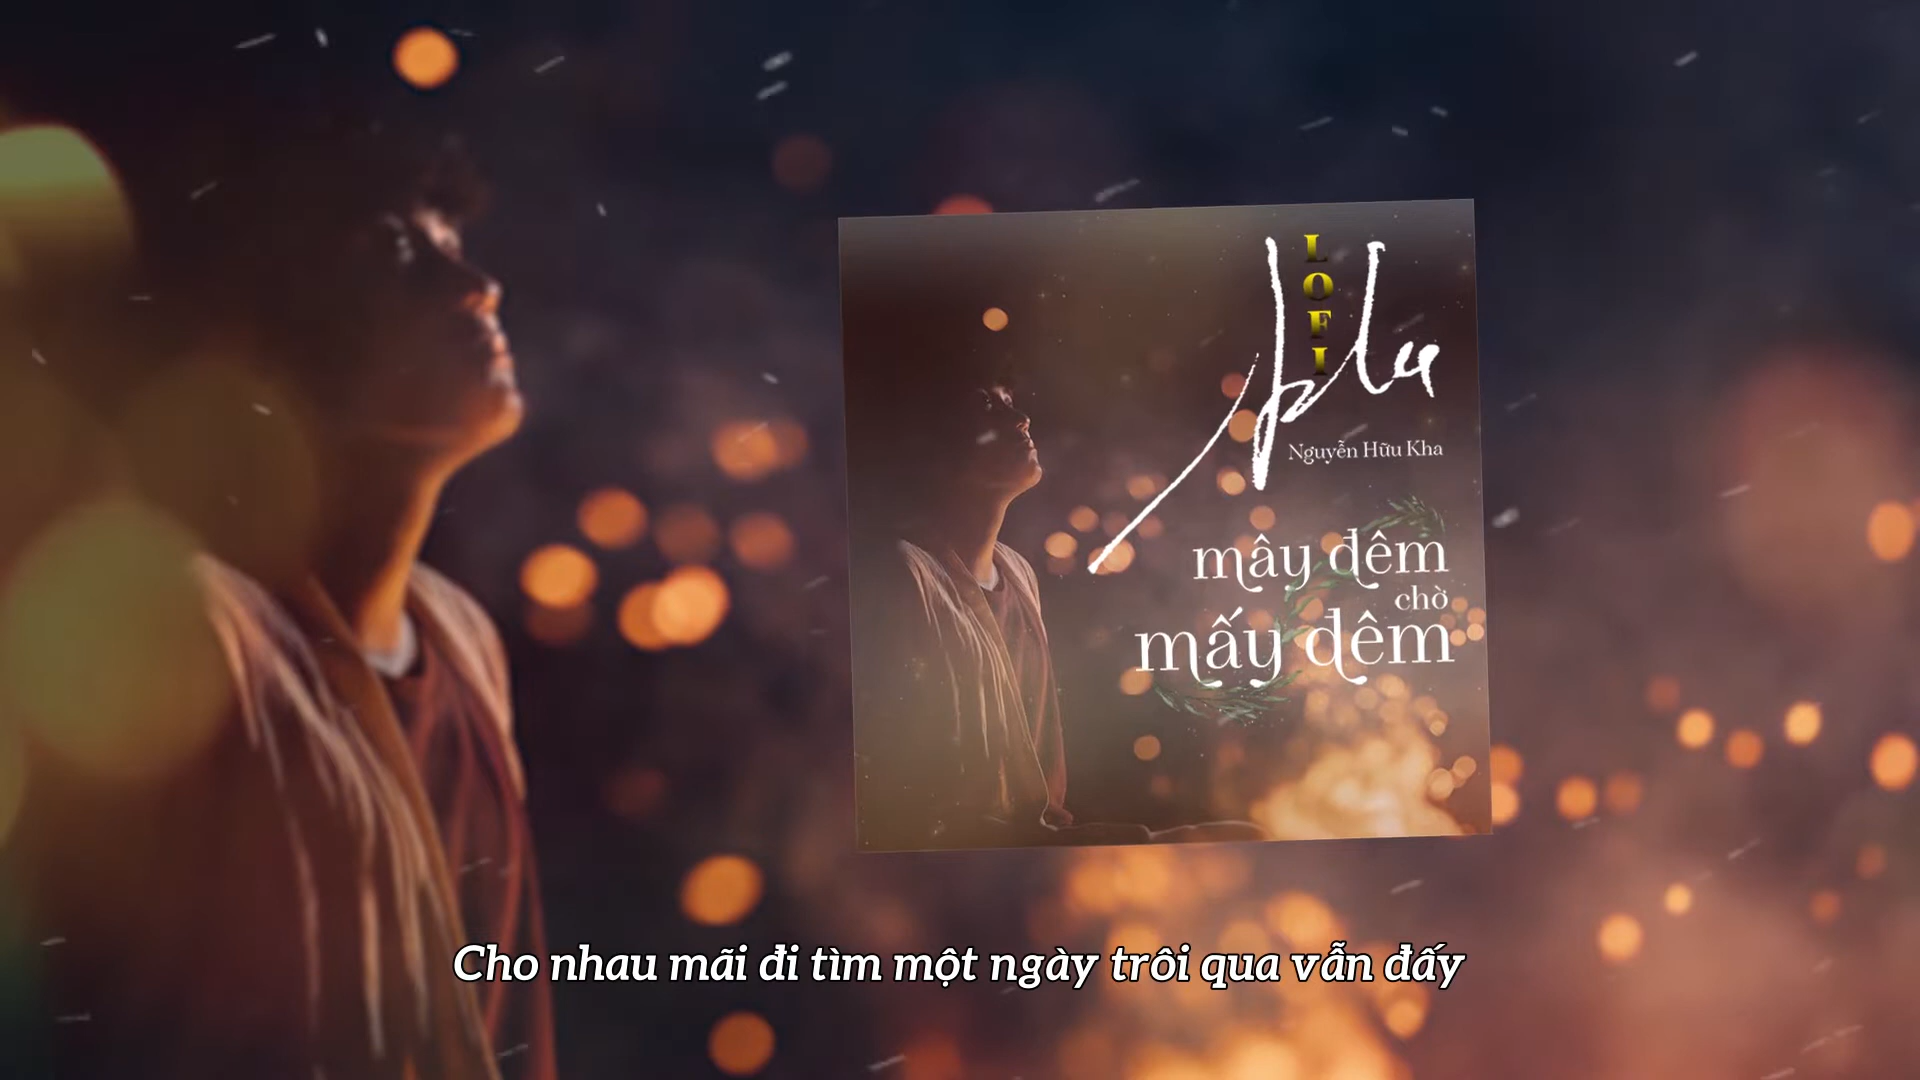 LOFI
Nguyễn Hữu Kha
mây đêm
chờ
mấy đêm
Cho nhau mãi đi tìm một ngày trôi qua vẫn đấy